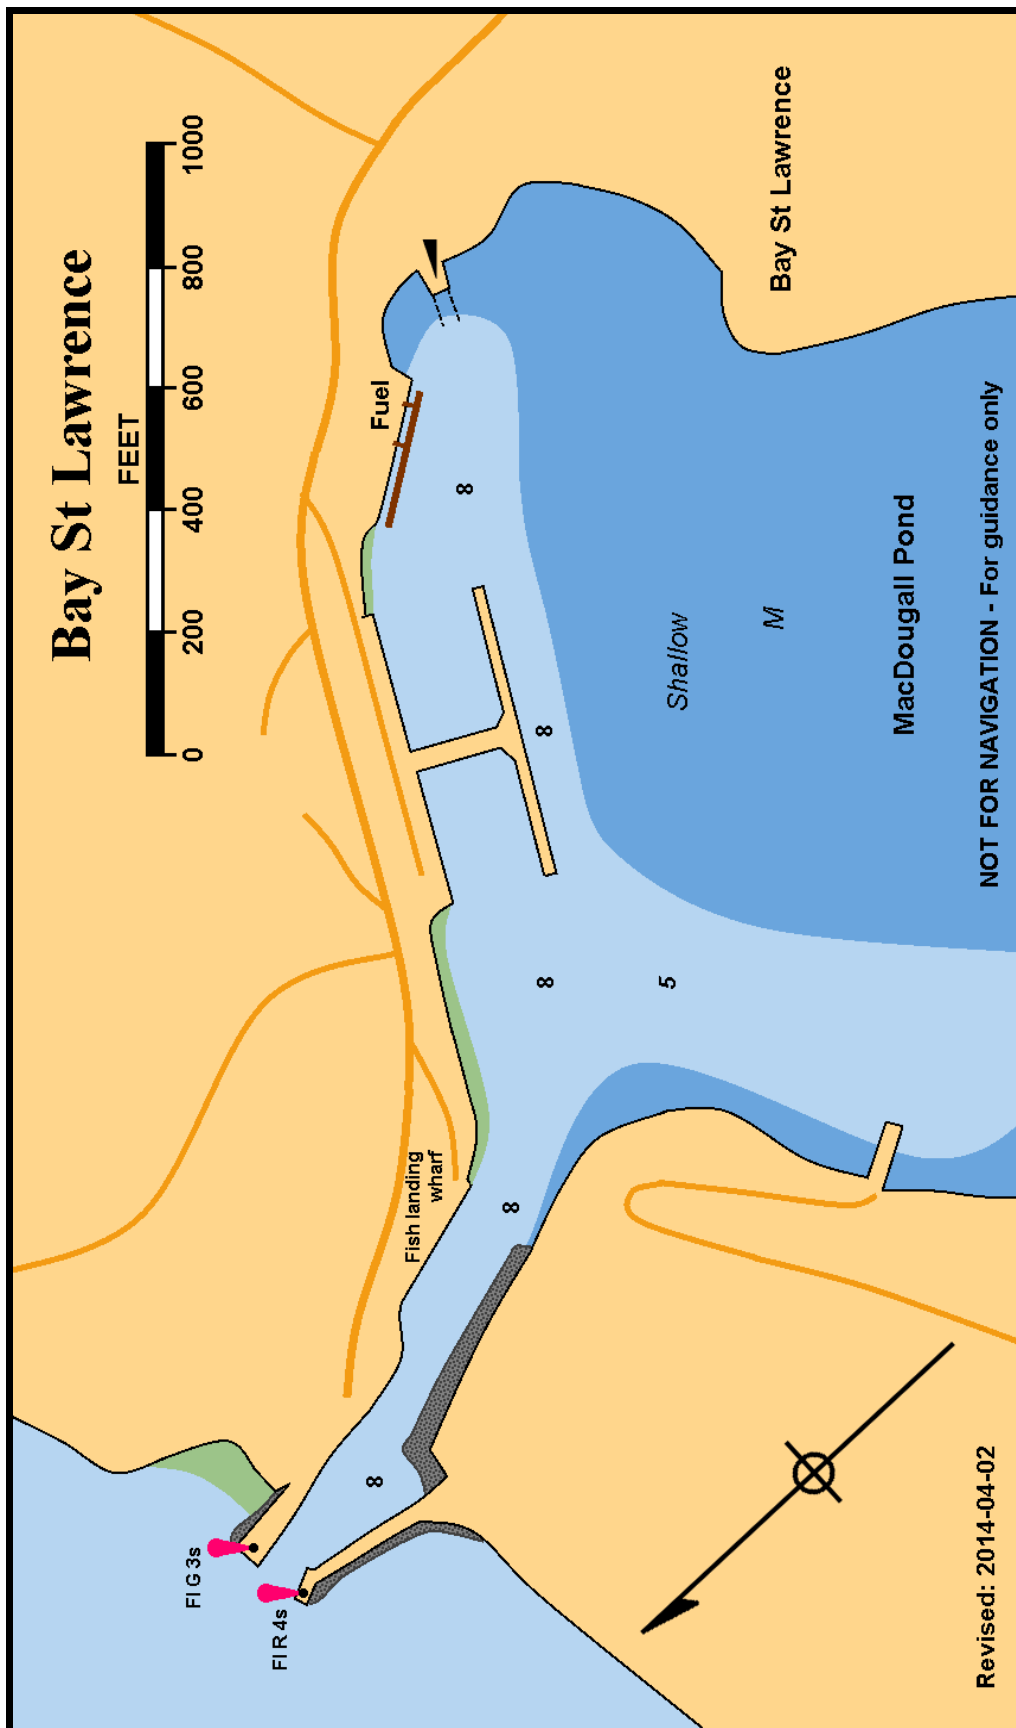 Bay St Lawrence
FEET
0 200 400 600 800 1000
Fuel
Bay St Lawrence
8
8
Shallow
M
MacDougall Pond
NOT FOR NAVIGATION - For guidance only
8
5
Fish landing
wharf
8
8
Fl G 3s
Fl R 4s
Revised: 2014-04-02